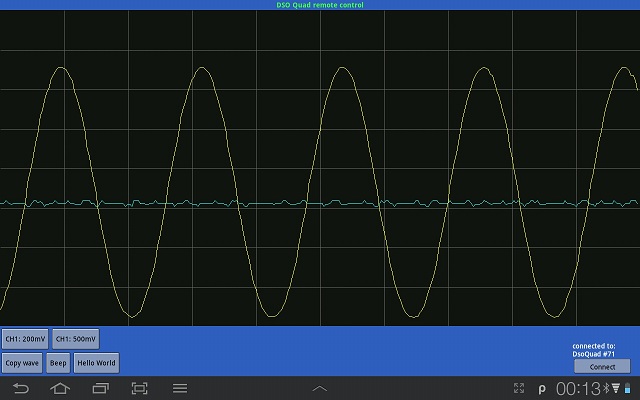 DSO Quad remote control
CH1: 200mV CH1: 500mV
connected to:
DsoQuad #71
Copy wave Beep Hello World Connect
ρ 00:13